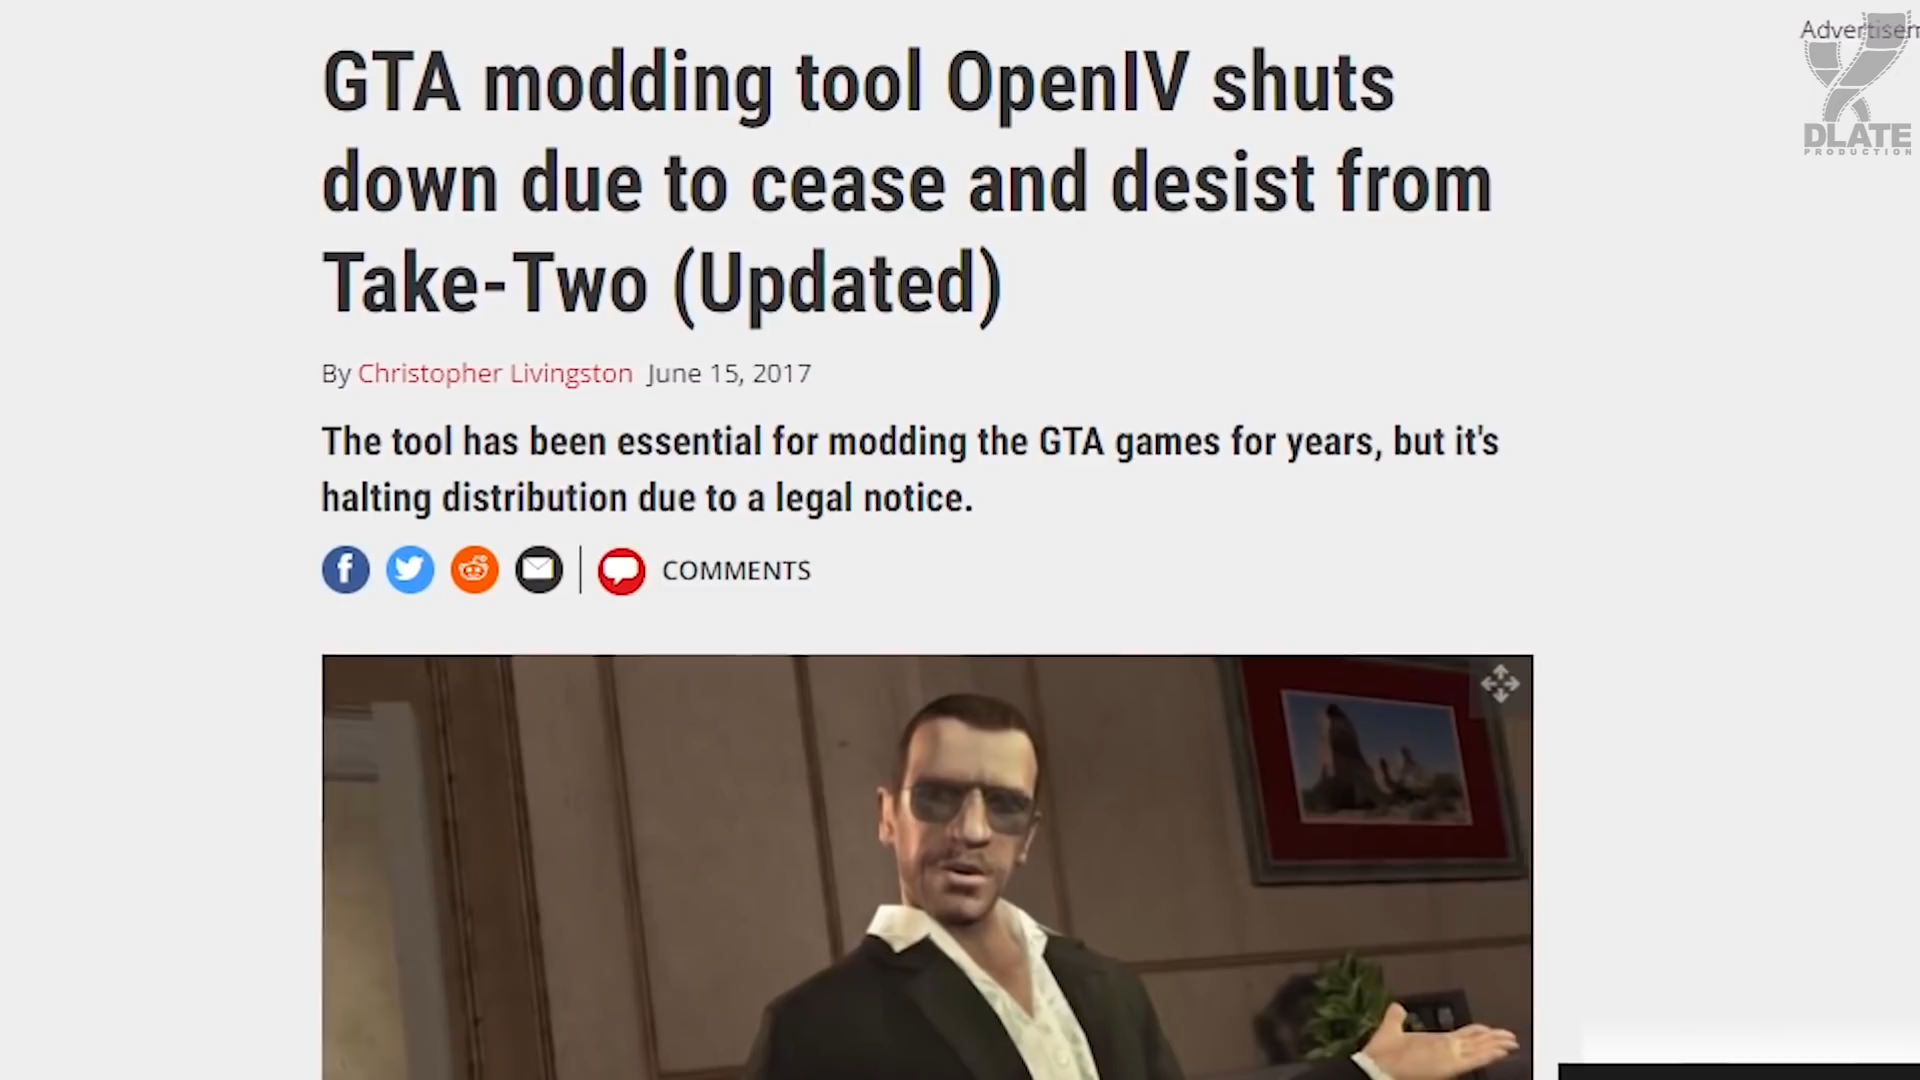 Advertisem
DLATE
PRODUCTION
GTA modding tool OpenIV shuts
down due to cease and desist from
Take-Two (Updated)
By Christopher Livingston June 15, 2017
The tool has been essential for modding the GTA games for years, but it's
halting distribution due to a legal notice.
COMMENTS